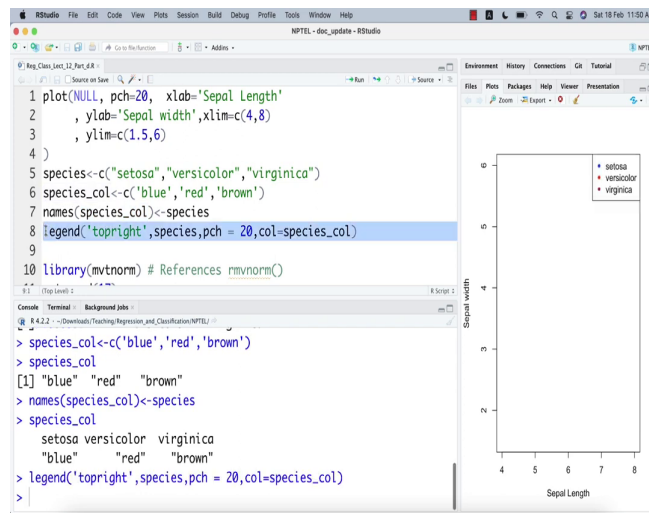 RStudio File Edit Code View Plots Session Build Debug Profile Tools Window Help
Sat 18 Feb 11:50 A
NPTEL - doc_update - RStudio
Go to file/function Addins
NPT
Reg_Class_Lect_12_Part_d.R
Source on Save Run Source
1 plot(NULL, pch=20, xlab='Sepal Length'
2 , ylab='Sepal width',xlim=c(4,8)
3 , ylim=c(1.5,6)
4 )
5 species<-c("setosa","versicolor","virginica")
6 species_col<-c('blue','red','brown')
7 names(species_col)<-species
8 legend('topright',species,pch = 20,col=species_col)
9
10 library(mvtnorm) # References rmvnorm()
9:1 (Top Level) R Script
Console Terminal Background Jobs
R 4.2.2 · ~/Downloads/Teaching/Regression_and_Classification/NPTEL/
> species_col<-c('blue','red','brown')
> species_col
[1] "blue" "red" "brown"
> names(species_col)<-species
> species_col
setosa versicolor virginica
"blue" "red" "brown"
> legend('topright',species,pch = 20,col=species_col)
>
Environment History Connections Git Tutorial
Files Plots Packages Help Viewer Presentation
Zoom Export
setosa
versicolor
virginica
6
5
4
3
2
Sepal width
4 5 6 7 8
Sepal Length